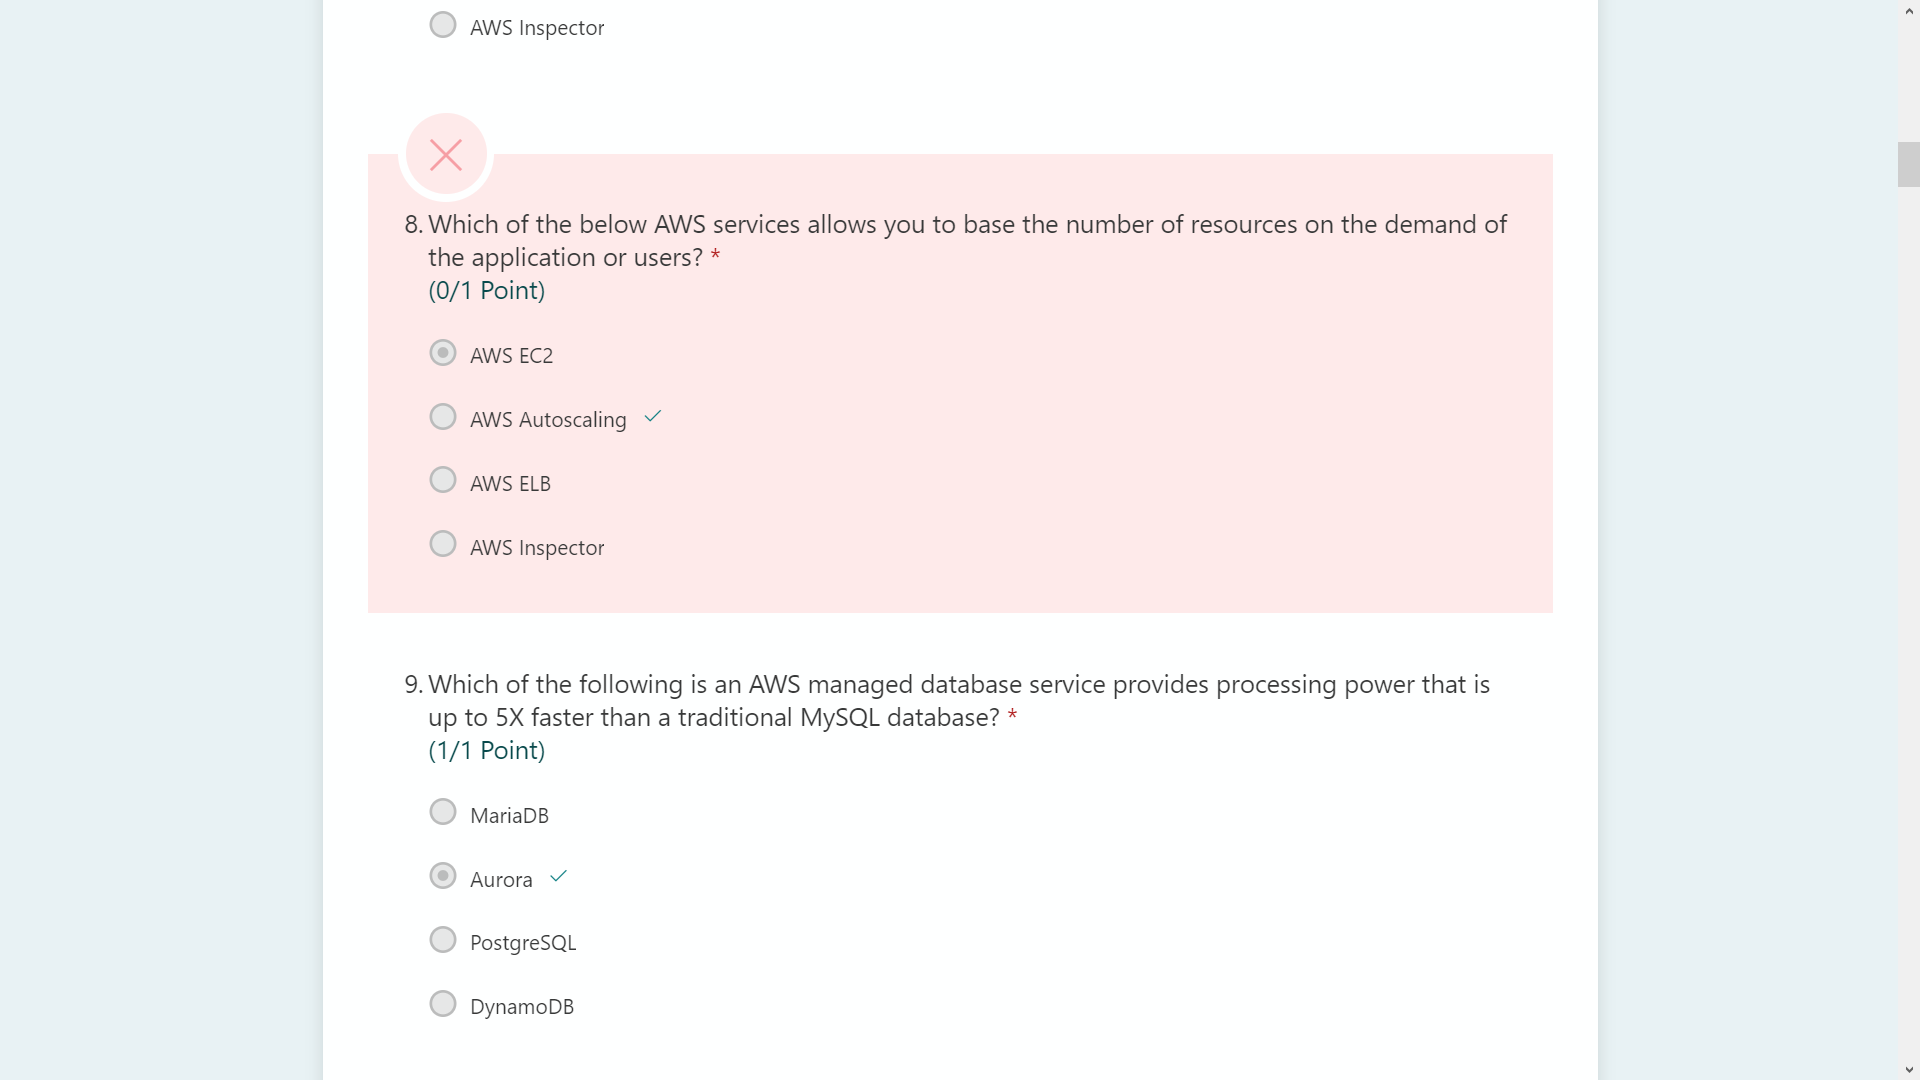 AWS Inspector
8. Which of the below AWS services allows you to base the number of resources on the demand of
the application or users? *
(0/1 Point)
AWS EC2
AWS Autoscaling
AWS ELB
AWS Inspector
9. Which of the following is an AWS managed database service provides processing power that is
up to 5X faster than a traditional MySQL database? *
(1/1 Point)
MariaDB
Aurora
PostgreSQL
DynamoDB